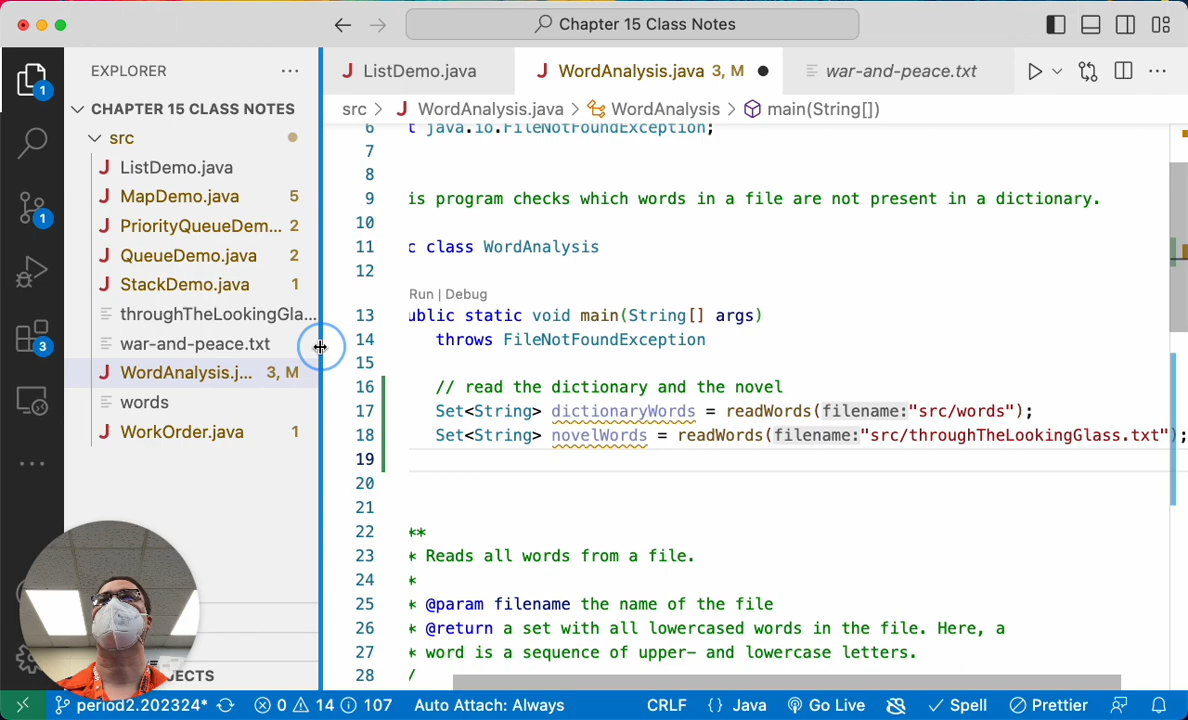 Chapter 15 Class Notes
EXPLORER
ListDemo.java
WordAnalysis.java 3, M
war-and-peace.txt
CHAPTER 15 CLASS NOTES
src
ListDemo.java
MapDemo.java 5
PriorityQueueDem... 2
QueueDemo.java 2
StackDemo.java 1
throughTheLookingGla...
war-and-peace.txt
WordAnalysis.j... 3, M
words
WorkOrder.java 1
JECTS
1
1
3
src > WordAnalysis.java > WordAnalysis > main(String[])
6 t java.io.FileNotFoundException;
7
8
9 is program checks which words in a file are not present in a dictionary.
10
11 c class WordAnalysis
12
Run | Debug
13 ublic static void main(String[] args)
14 throws FileNotFoundException
15
16 // read the dictionary and the novel
17 Set<String> dictionaryWords = readWords(filename:"src/words");
18 Set<String> novelWords = readWords(filename:"src/throughTheLookingGlass.txt");
19
20
21
22 **
23 * Reads all words from a file.
24 *
25 * @param filename the name of the file
26 * @return a set with all lowercased words in the file. Here, a
27 * word is a sequence of upper- and lowercase letters.
28 /
period2.202324* 0 14 107 Auto Attach: Always CRLF {} Java Go Live Spell Prettier